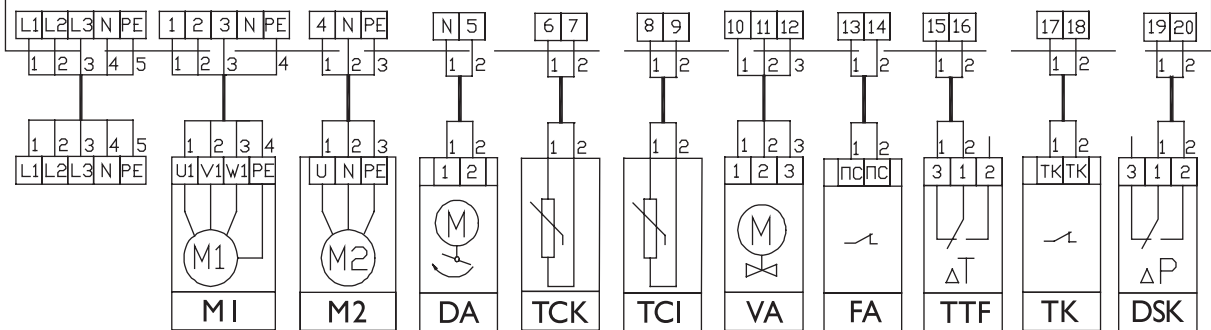 L1 L2 L3 N PE 1 2 3 N PE 4 N PE N 5 6 7 8 9 10 11 12 13 14 15 16 17 18 19 20
1 2 3 4 5 1 2 3 4 1 2 3 1 2 1 2 1 2 1 2 3 1 2 1 2 1 2 1 2
1 2 3 4 5 1 2 3 4 1 2 3 1 2 1 2 1 2 1 2 3 1 2 1 2 1 2 1 2
L1 L2 L3 N PE U1 V1 W1 PE U N PE 1 2 1 2 3 ПС ПС 3 1 2 ТК ТК 3 1 2
M1 M2 M M ΔT ΔP
M1 M2 DA TCK TCI VA FA TTF TK DSK